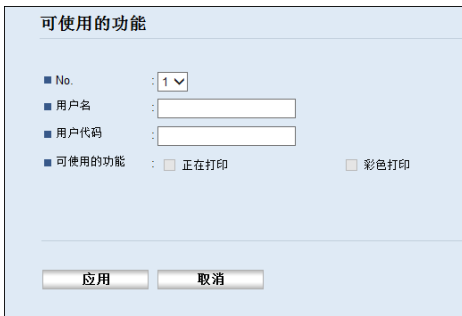 可使用的功能
No. : 1
用户名 :
用户代码 :
可使用的功能 : 正在打印 彩色打印
应用 取消